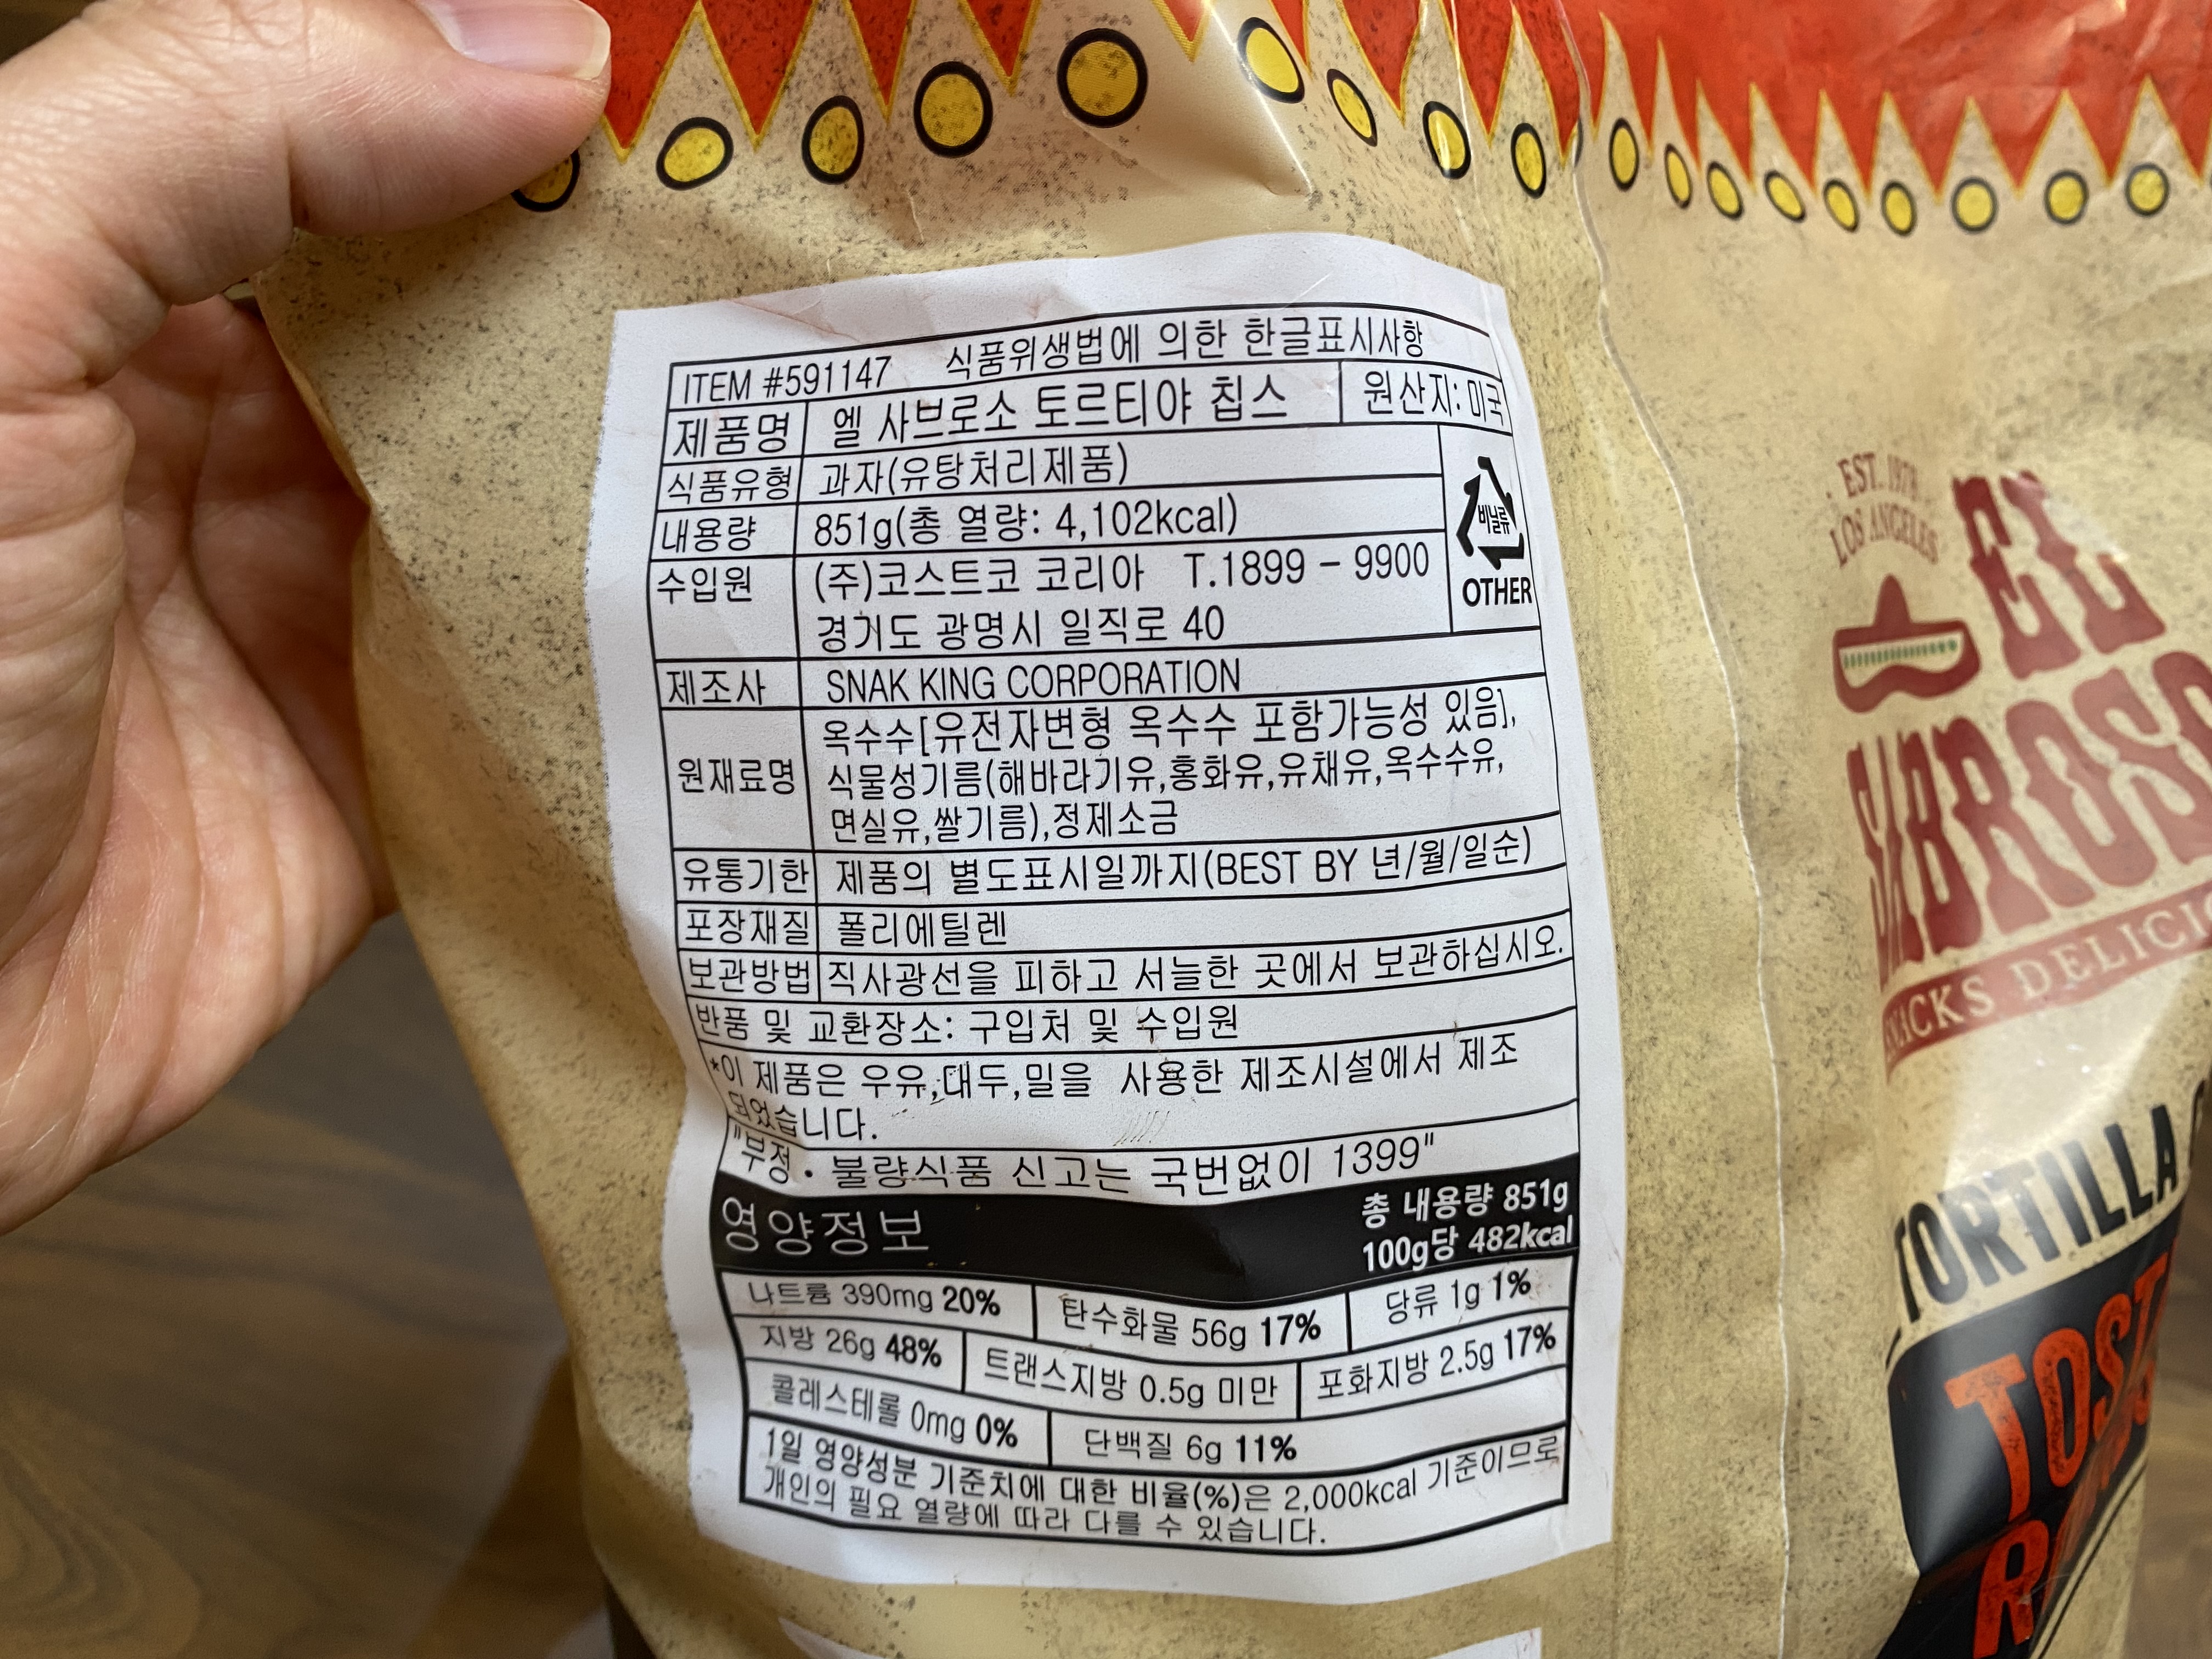 ITEM #591147 식품위생법에 의한 한글표시사항
제품명 엘 사브로소 토르티야 칩스 원산지: 미국
식품유형 과자(유탕처리제품)
내용량 851g(총 열량: 4,102kcal)
비닐류
OTHER
수입원 (주)코스트코 코리아 T.1899 - 9900
경기도 광명시 일직로 40
제조사 SNAK KING CORPORATION
원재료명 옥수수[유전자변형 옥수수 포함가능성 있음],
식물성기름(해바라기유,홍화유,유채유,옥수수유,
면실유,쌀기름),정제소금
유통기한 제품의 별도표시일까지(BEST BY 년/월/일순)
포장재질 폴리에틸렌
보관방법 직사광선을 피하고 서늘한 곳에서 보관하십시오.
반품 및 교환장소: 구입처 및 수입원
*이 제품은 우유,대두,밀을 사용한 제조시설에서 제조
되었습니다.
"부정·불량식품 신고는 국번없이 1399"
영양정보 총 내용량 851g
100g당 482kcal
나트륨 390mg 20% 탄수화물 56g 17% 당류 1g 1%
지방 26g 48% 트랜스지방 0.5g 미만 포화지방 2.5g 17%
콜레스테롤 0mg 0% 단백질 6g 11%
1일 영양성분 기준치에 대한 비율(%)은 2,000kcal 기준이므로
개인의 필요 열량에 따라 다를 수 있습니다.
EST. 1978
LOS ANGELES
EL
SABROSO
SNACKS DELICI
TORTILLA
TOST
R